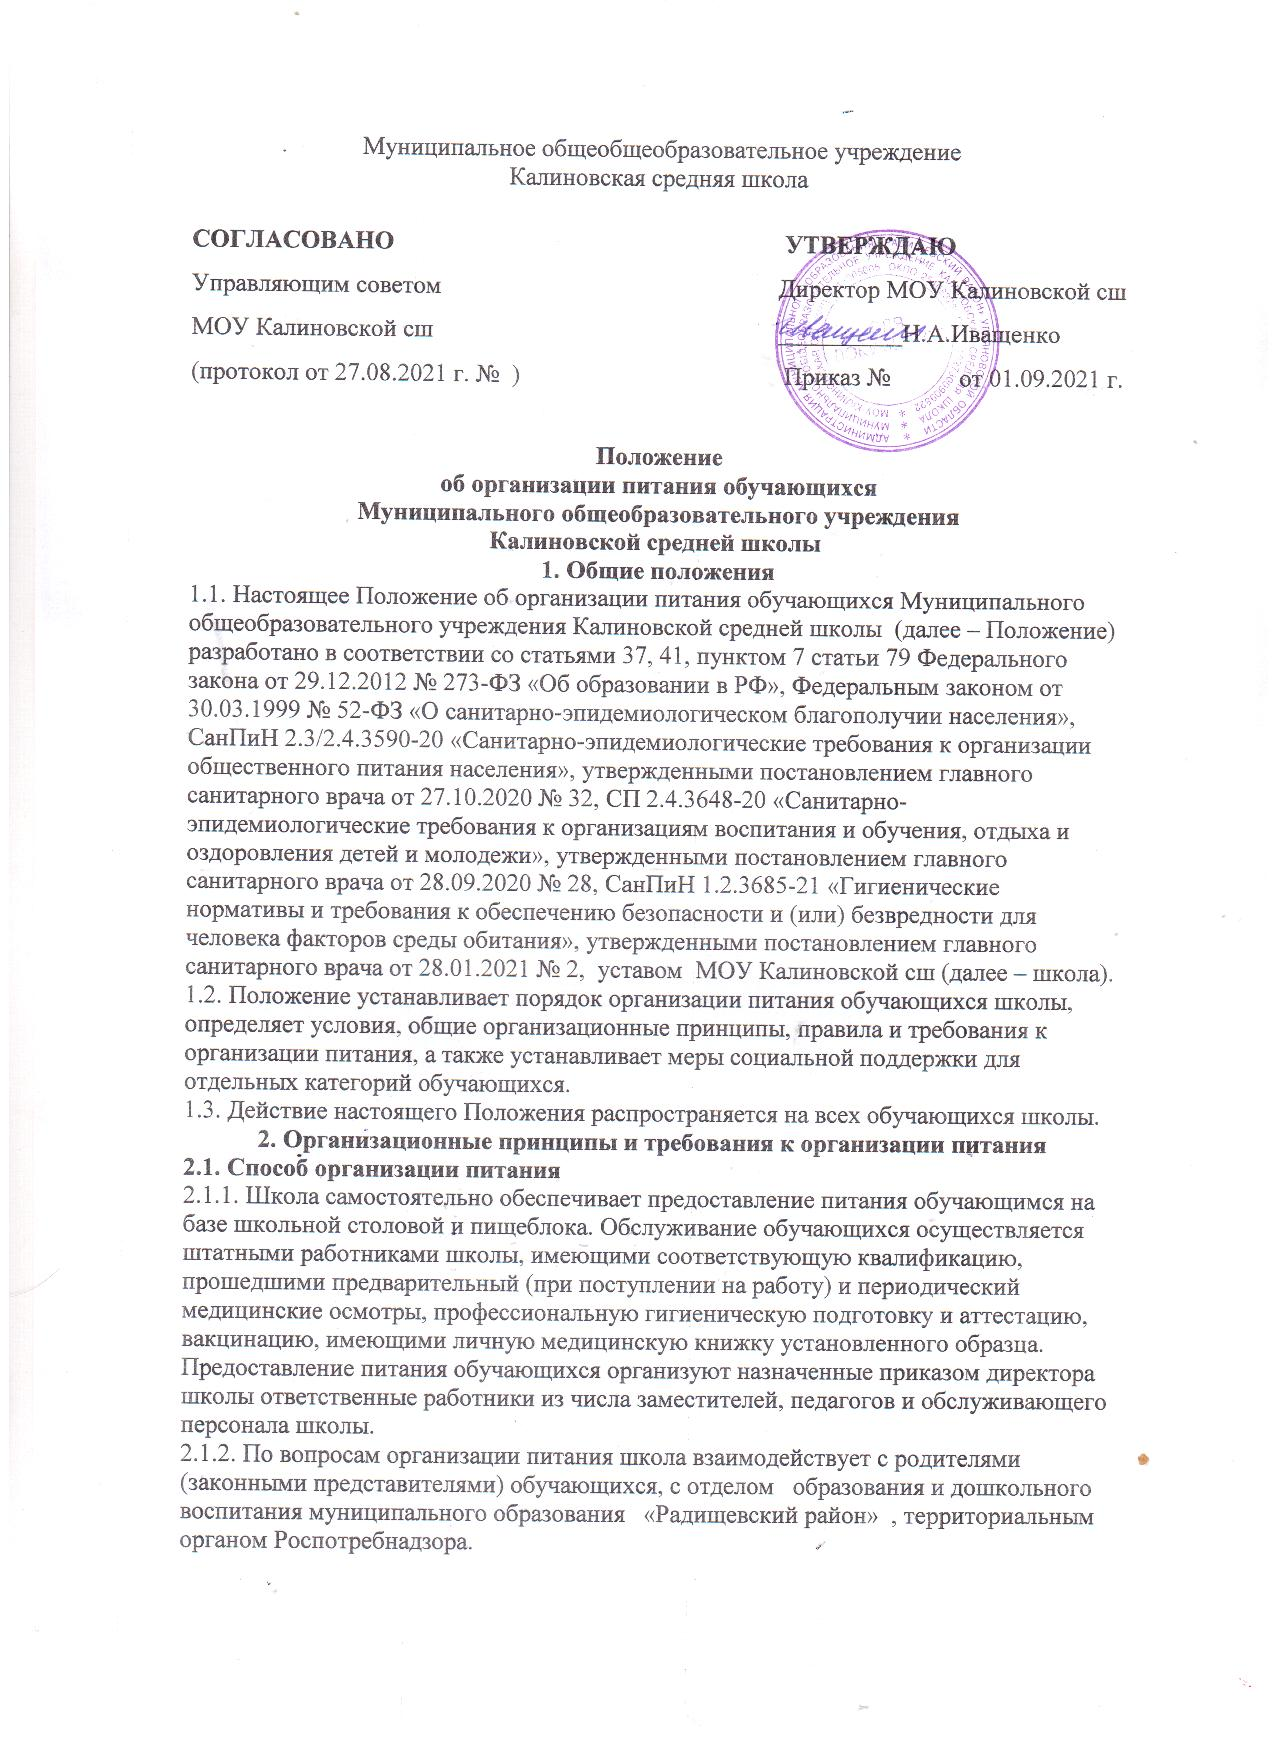 Муниципальное общеобщеобразовательное учреждение
Калиновская средняя школа
СОГЛАСОВАНО
Управляющим советом
МОУ Калиновской сш
(протокол от 27.08.2021 г. № )
УТВЕРЖДАЮ
Директор МОУ Калиновской сш
Н.А.Иващенко
Приказ № от 01.09.2021 г.
Положение
об организации питания обучающихся
Муниципального общеобразовательного учреждения
Калиновской средней школы
1. Общие положения
1.1. Настоящее Положение об организации питания обучающихся Муниципального
общеобразовательного учреждения Калиновской средней школы (далее – Положение)
разработано в соответствии со статьями 37, 41, пунктом 7 статьи 79 Федерального
закона от 29.12.2012 № 273-ФЗ «Об образовании в РФ», Федеральным законом от
30.03.1999 № 52-ФЗ «О санитарно-эпидемиологическом благополучии населения»,
СанПиН 2.3/2.4.3590-20 «Санитарно-эпидемиологические требования к организации
общественного питания населения», утвержденными постановлением главного
санитарного врача от 27.10.2020 № 32, СП 2.4.3648-20 «Санитарно-
эпидемиологические требования к организациям воспитания и обучения, отдыха и
оздоровления детей и молодежи», утвержденными постановлением главного
санитарного врача от 28.09.2020 № 28, СанПиН 1.2.3685-21 «Гигиенические
нормативы и требования к обеспечению безопасности и (или) безвредности для
человека факторов среды обитания», утвержденными постановлением главного
санитарного врача от 28.01.2021 № 2, уставом МОУ Калиновской сш (далее – школа).
1.2. Положение устанавливает порядок организации питания обучающихся школы,
определяет условия, общие организационные принципы, правила и требования к
организации питания, а также устанавливает меры социальной поддержки для
отдельных категорий обучающихся.
1.3. Действие настоящего Положения распространяется на всех обучающихся школы.
2. Организационные принципы и требования к организации питания
2.1. Способ организации питания
2.1.1. Школа самостоятельно обеспечивает предоставление питания обучающимся на
базе школьной столовой и пищеблока. Обслуживание обучающихся осуществляется
штатными работниками школы, имеющими соответствующую квалификацию,
прошедшими предварительный (при поступлении на работу) и периодический
медицинские осмотры, профессиональную гигиеническую подготовку и аттестацию,
вакцинацию, имеющими личную медицинскую книжку установленного образца.
Предоставление питания обучающихся организуют назначенные приказом директора
школы ответственные работники из числа заместителей, педагогов и обслуживающего
персонала школы.
2.1.2. По вопросам организации питания школа взаимодействует с родителями
(законными представителями) обучающихся, с отделом образования и дошкольного
воспитания муниципального образования «Радищевский район» , территориальным
органом Роспотребнадзора.